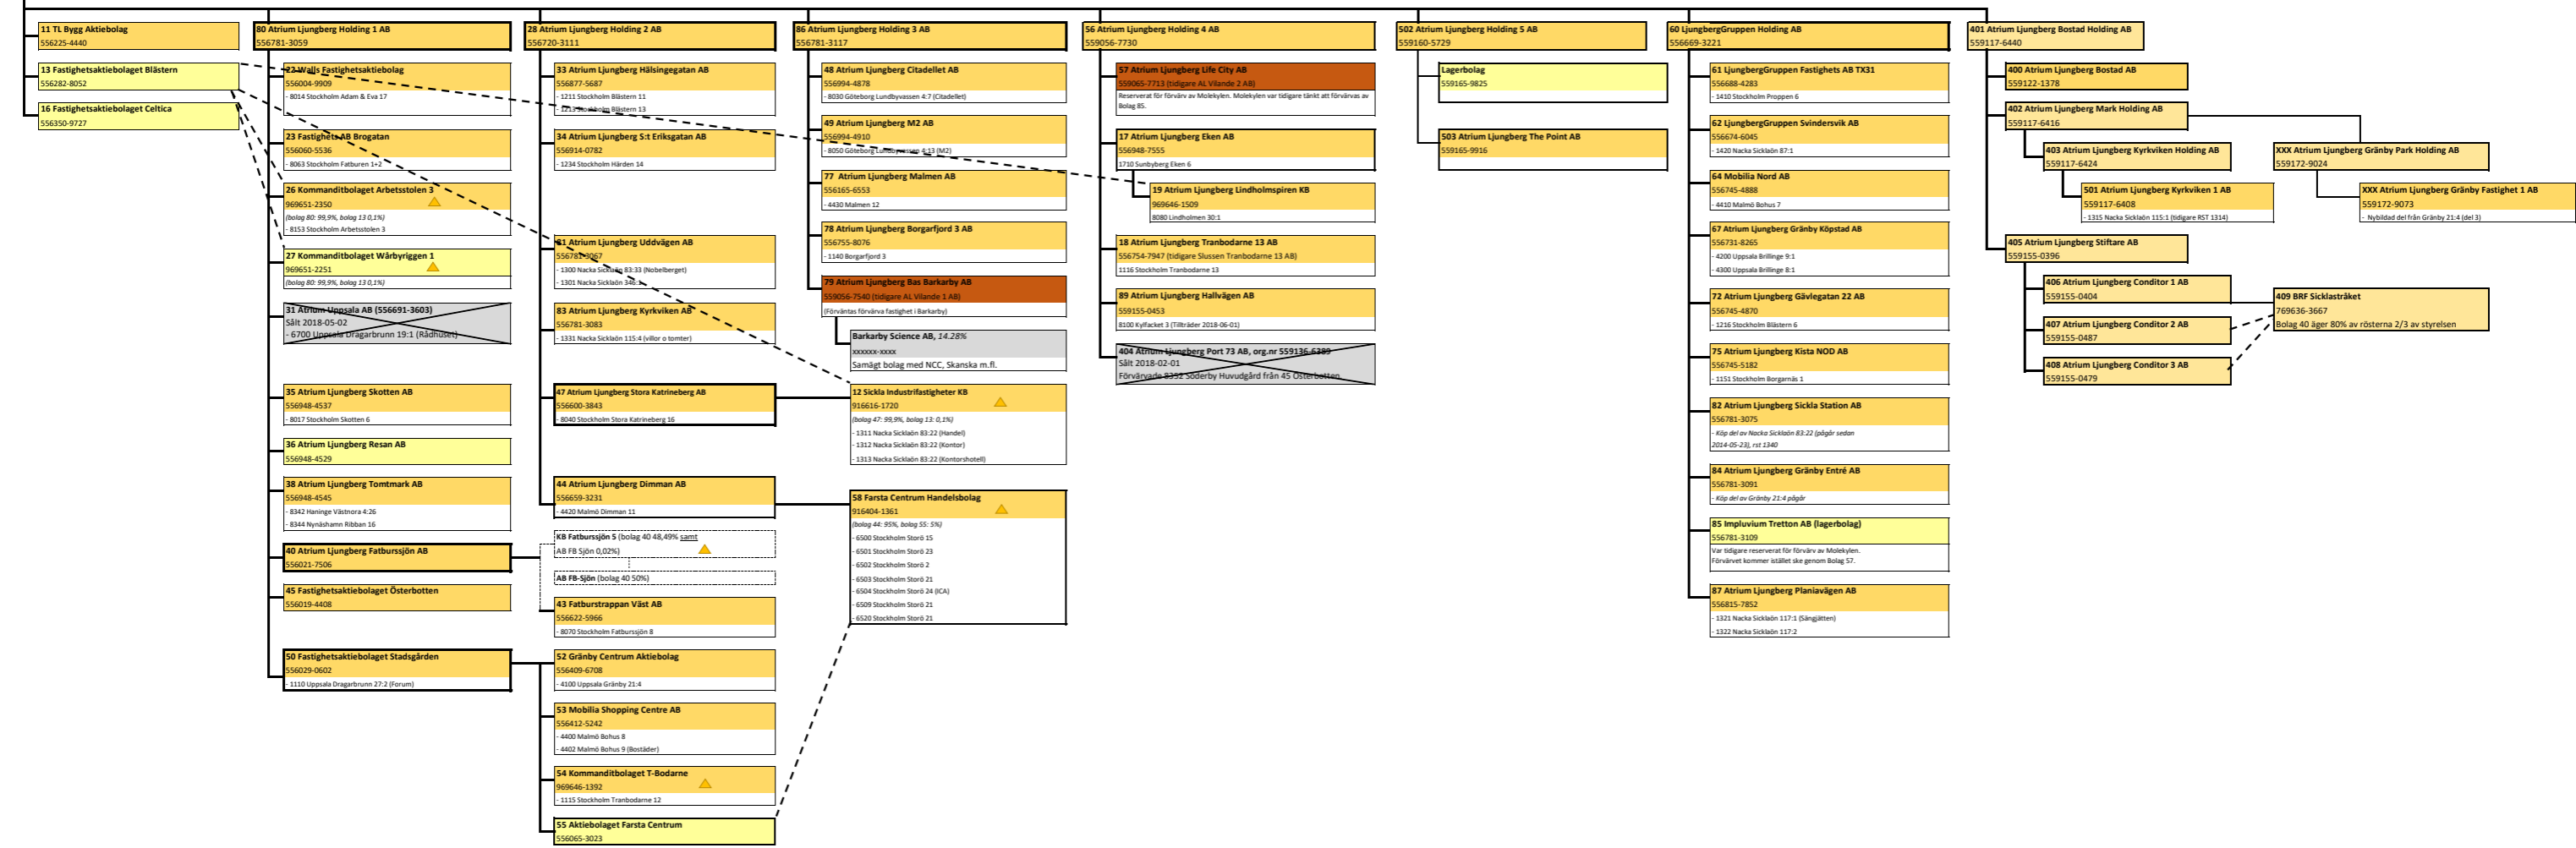 11 TL Bygg Aktiebolag
556225-4440
13 Fastighetsaktiebolaget Blästern
556282-8052
16 Fastighetsaktiebolaget Celtica
556350-9727
80 Atrium Ljungberg Holding 1 AB
556781-3059
22 Walls Fastighetsaktiebolag
556004-9909
- 8014 Stockholm Adam & Eva 17
23 Fastighets AB Brogatan
556060-5536
- 8063 Stockholm Fatburen 1+2
26 Kommanditbolaget Arbetsstolen 3
969651-2350
(bolag 80: 99,9%, bolag 13 0,1%)
- 8153 Stockholm Arbetsstolen 3
27 Kommanditbolaget Wårbyriggen 1
969651-2251
(bolag 80: 99,9%, bolag 13 0,1%)
31 Atrium Uppsala AB (556691-3603)
Sålt 2018-05-02
- 6700 Uppsala Dragarbrunn 19:1 (Rådhuset)
35 Atrium Ljungberg Skotten AB
556948-4537
- 8017 Stockholm Skotten 6
36 Atrium Ljungberg Resan AB
556948-4529
38 Atrium Ljungberg Tomtmark AB
556948-4545
- 8342 Haninge Västnora 4:26
- 8344 Nynäshamn Ribban 16
40 Atrium Ljungberg Fatburssjön AB
556021-7506
45 Fastighetsaktiebolaget Österbotten
556019-4408
50 Fastighetsaktiebolaget Stadsgården
556029-0602
- 1110 Uppsala Dragarbrunn 27:2 (Forum)
28 Atrium Ljungberg Holding 2 AB
556720-3111
33 Atrium Ljungberg Hälsingegatan AB
556877-5687
- 1211 Stockholm Blästern 11
- 1213 Stockholm Blästern 13
34 Atrium Ljungberg S:t Eriksgatan AB
556914-0782
- 1234 Stockholm Härden 14
81 Atrium Ljungberg Uddvägen AB
556781-3067
- 1300 Nacka Sicklaön 83:33 (Nobelberget)
- 1301 Nacka Sicklaön 346:1
83 Atrium Ljungberg Kyrkviken AB
556781-3083
- 1331 Nacka Sicklaön 115:4 (villor o tomter)
47 Atrium Ljungberg Stora Katrineberg AB
556600-3843
- 8040 Stockholm Stora Katrineberg 16
44 Atrium Ljungberg Dimman AB
556659-3231
- 4420 Malmö Dimman 11
KB Fatburssjön 5 (bolag 40 48,49% samt
AB FB Sjön 0,02%)
AB FB-Sjön (bolag 40 50%)
43 Fatburstrappan Väst AB
556622-5966
- 8070 Stockholm Fatburssjön 8
52 Gränby Centrum Aktiebolag
556409-6708
- 4100 Uppsala Gränby 21:4
53 Mobilia Shopping Centre AB
556412-5242
- 4400 Malmö Bohus 8
- 4402 Malmö Bohus 9 (Bostäder)
54 Kommanditbolaget T-Bodarne
969646-1392
- 1115 Stockholm Tranbodarne 12
55 Aktiebolaget Farsta Centrum
556065-3023
86 Atrium Ljungberg Holding 3 AB
556781-3117
48 Atrium Ljungberg Citadellet AB
556994-4878
- 8030 Göteborg Lundbyvassen 4:7 (Citadellet)
49 Atrium Ljungberg M2 AB
556994-4910
- 8050 Göteborg Lundbyvassen 4:13 (M2)
77 Atrium Ljungberg Malmen AB
556165-6553
- 4430 Malmen 12
78 Atrium Ljungberg Borgarfjord 3 AB
556755-8076
- 1140 Borgarfjord 3
79 Atrium Ljungberg Bas Barkarby AB
559056-7540 (tidigare AL Vilande 1 AB)
(Förväntas förvärva fastighet i Barkarby)
Barkarby Science AB, 14.28%
xxxxxx-xxxx
Samägt bolag med NCC, Skanska m.fl.
12 Sickla Industrifastigheter KB
916616-1720
(bolag 47: 99,9%, bolag 13: 0,1%)
- 1311 Nacka Sicklaön 83:22 (Handel)
- 1312 Nacka Sicklaön 83:22 (Kontor)
- 1313 Nacka Sicklaön 83:22 (Kontorshotell)
58 Farsta Centrum Handelsbolag
916404-1361
(bolag 44: 95%, bolag 55: 5%)
- 6500 Stockholm Storö 15
- 6501 Stockholm Storö 23
- 6502 Stockholm Storö 2
- 6503 Stockholm Storö 21
- 6504 Stockholm Storö 24 (ICA)
- 6509 Stockholm Storö 21
- 6520 Stockholm Storö 21
56 Atrium Ljungberg Holding 4 AB
559056-7730
57 Atrium Ljungberg Life City AB
559065-7713 (tidigare AL Vilande 2 AB)
Reserverat för förvärv av Molekylen. Molekylen var tidigare tänkt att förvärvas av
Bolag 85.
17 Atrium Ljungberg Eken AB
556948-7555
1710 Sunbyberg Eken 6
19 Atrium Ljungberg Lindholmspiren KB
969646-1509
8080 Lindholmen 30:1
18 Atrium Ljungberg Tranbodarne 13 AB
556754-7947 (tidigare Slussen Tranbodarne 13 AB)
1116 Stockholm Tranbodarne 13
89 Atrium Ljungberg Hallvägen AB
559155-0453
8100 Kylfacket 3 (Tillträder 2018-06-01)
404 Atrium Ljungberg Port 73 AB, org.nr 559136-6389
Sålt 2018-02-01
Förvärvade 8352 Söderby Huvudgård från 45 Österbotten
502 Atrium Ljungberg Holding 5 AB
559160-5729
Lagerbolag
559165-9825
503 Atrium Ljungberg The Point AB
559165-9916
60 LjungbergGruppen Holding AB
556669-3221
61 LjungbergGruppen Fastighets AB TX31
556688-4283
- 1410 Stockholm Proppen 6
62 LjungbergGruppen Svindersvik AB
556674-6045
- 1420 Nacka Sicklaön 87:1
64 Mobilia Nord AB
556745-4888
- 4410 Malmö Bohus 7
67 Atrium Ljungberg Gränby Köpstad AB
556731-8265
- 4200 Uppsala Brillinge 9:1
- 4300 Uppsala Brillinge 8:1
72 Atrium Ljungberg Gävlegatan 22 AB
556745-4870
- 1216 Stockholm Blästern 6
75 Atrium Ljungberg Kista NOD AB
556745-5182
- 1151 Stockholm Borgarnäs 1
82 Atrium Ljungberg Sickla Station AB
556781-3075
- Köp del av Nacka Sicklaön 83:22 (pågår sedan
2014-05-23), rst 1340
84 Atrium Ljungberg Gränby Entré AB
556781-3091
- Köp del av Gränby 21:4 pågår
85 Impluvium Tretton AB (lagerbolag)
556781-3109
Var tidigare reserverat för förvärv av Molekylen.
Förvärvet kommer istället ske genom Bolag 57.
87 Atrium Ljungberg Planiavägen AB
556815-7852
- 1321 Nacka Sicklaön 117:1 (Sångjätten)
- 1322 Nacka Sicklaön 117:2
401 Atrium Ljungberg Bostad Holding AB
559117-6440
400 Atrium Ljungberg Bostad AB
559122-1378
402 Atrium Ljungberg Mark Holding AB
559117-6416
403 Atrium Ljungberg Kyrkviken Holding AB
559117-6424
501 Atrium Ljungberg Kyrkviken 1 AB
559117-6408
- 1315 Nacka Sicklaön 115:1 (tidigare RST 1314)
XXX Atrium Ljungberg Gränby Park Holding AB
559172-9024
XXX Atrium Ljungberg Gränby Fastighet 1 AB
559172-9073
- Nybildad del från Gränby 21:4 (del 3)
405 Atrium Ljungberg Stiftare AB
559155-0396
406 Atrium Ljungberg Conditor 1 AB
559155-0404
407 Atrium Ljungberg Conditor 2 AB
559155-0487
408 Atrium Ljungberg Conditor 3 AB
559155-0479
409 BRF Sicklastråket
769636-3667
Bolag 40 äger 80% av rösterna 2/3 av styrelsen